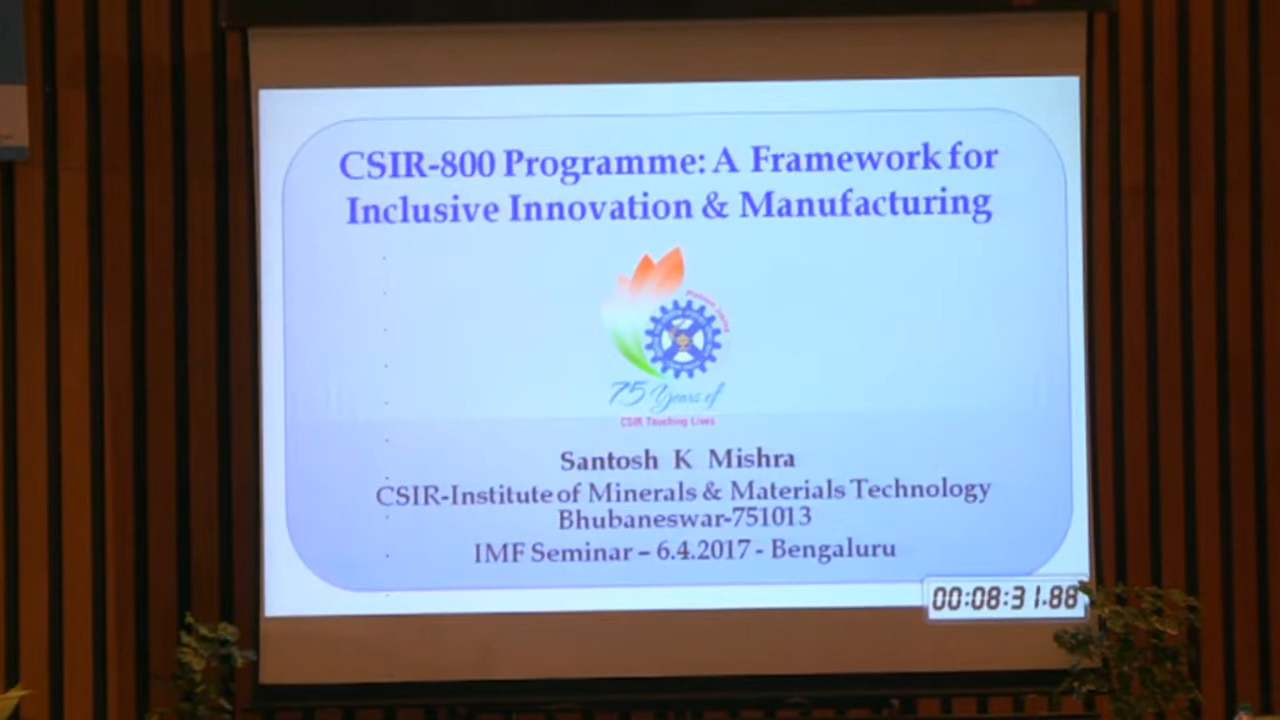 CSIR-800 Programme: A Framework for
Inclusive Innovation & Manufacturing
75 Years of
CSIR Touching Lives
Santosh K Mishra
CSIR-Institute of Minerals & Materials Technology
Bhubaneswar-751013
IMF Seminar – 6.4.2017 - Bengaluru
00:08:31.88